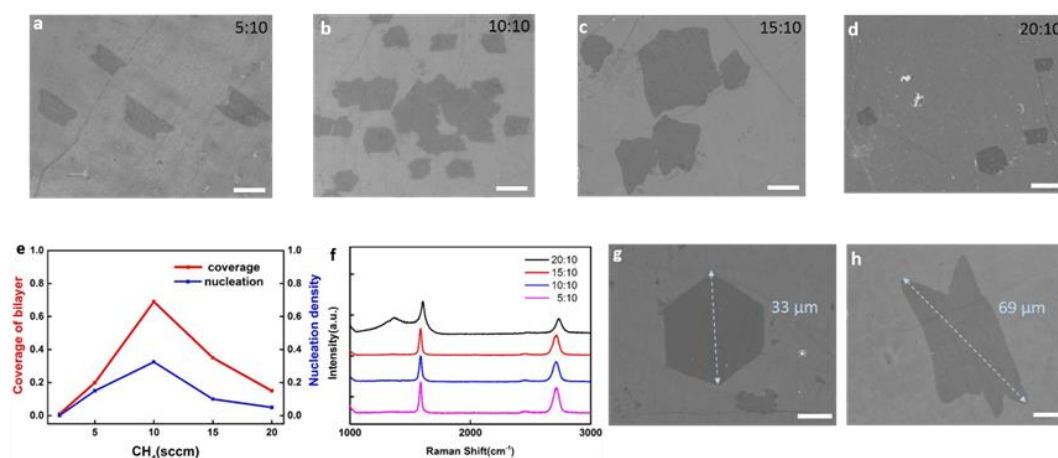 a
5:10
b
10:10
c
15:10
d
20:10
e
Coverage of bilayer
1.0
0.8
0.6
0.4
0.2
0.0
coverage
nucleation
1.0
0.8
0.6
0.4
0.2
0.0
Nucleation density
5
10
15
20
CH₄(sccm)
f
Intensity(a.u.)
20:10
15:10
10:10
5:10
1000
2000
3000
Raman Shift(cm⁻¹)
g
33 μm
h
69 μm